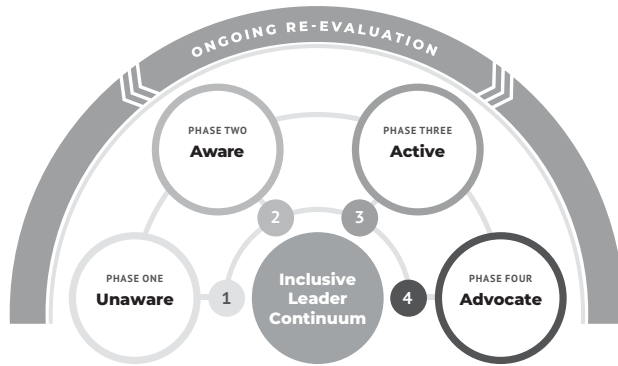 ONGOING RE-EVALUATION
PHASE TWO
Aware
PHASE THREE
Active
2
3
PHASE ONE
Unaware
1
Inclusive
Leader
Continuum
4
PHASE FOUR
Advocate